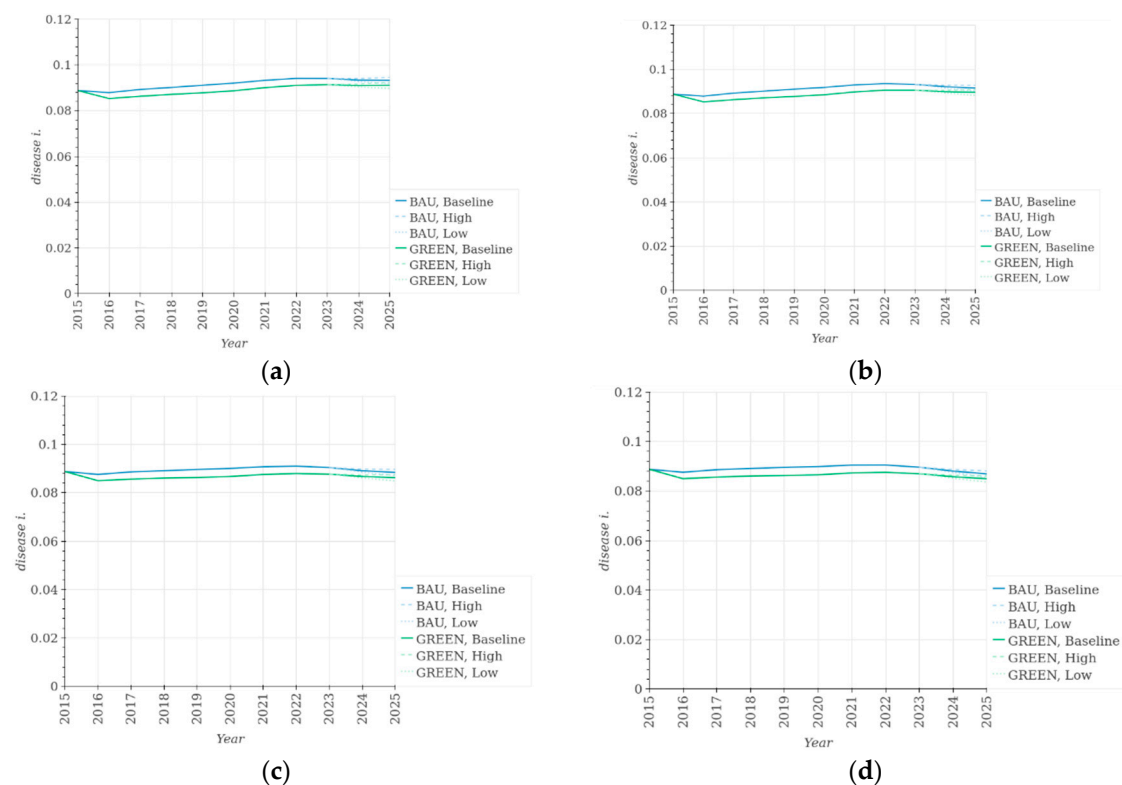 0.12
0.1
0.08
0.06
0.04
0.02
0
disease i.
2015 2016 2017 2018 2019 2020 2021 2022 2023 2024 2025
Year
BAU, Baseline
BAU, High
BAU, Low
GREEN, Baseline
GREEN, High
GREEN, Low
(a)
0.12
0.1
0.08
0.06
0.04
0.02
0
disease i.
2015 2016 2017 2018 2019 2020 2021 2022 2023 2024 2025
Year
BAU, Baseline
BAU, High
BAU, Low
GREEN, Baseline
GREEN, High
GREEN, Low
(b)
0.12
0.1
0.08
0.06
0.04
0.02
0
disease i.
2015 2016 2017 2018 2019 2020 2021 2022 2023 2024 2025
Year
BAU, Baseline
BAU, High
BAU, Low
GREEN, Baseline
GREEN, High
GREEN, Low
(c)
0.12
0.1
0.08
0.06
0.04
0.02
0
disease i.
2015 2016 2017 2018 2019 2020 2021 2022 2023 2024 2025
Year
BAU, Baseline
BAU, High
BAU, Low
GREEN, Baseline
GREEN, High
GREEN, Low
(d)